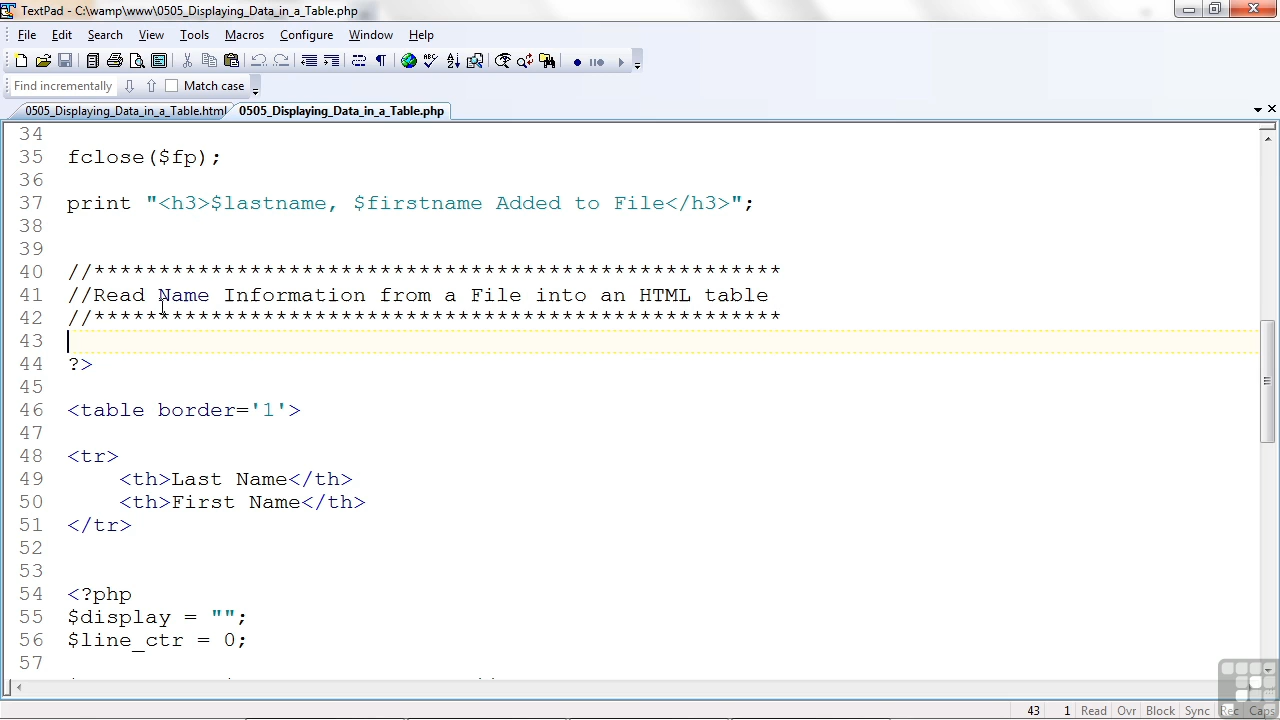 TextPad - C:\wamp\www\0505_Displaying_Data_in_a_Table.php
File Edit Search View Tools Macros Configure Window Help
Find incrementally Match case
0505_Displaying_Data_in_a_Table.html 0505_Displaying_Data_in_a_Table.php
34
35 fclose($fp);
36
37 print "<h3>$lastname, $firstname Added to File</h3>";
38
39
40 //*****************************************************
41 //Read Name Information from a File into an HTML table
42 //*****************************************************
43
44 ?>
45
46 <table border='1'>
47
48 <tr>
49 <th>Last Name</th>
50 <th>First Name</th>
51 </tr>
52
53
54 <?php
55 $display = "";
56 $line_ctr = 0;
57
43 1 Read Ovr Block Sync Rec Caps